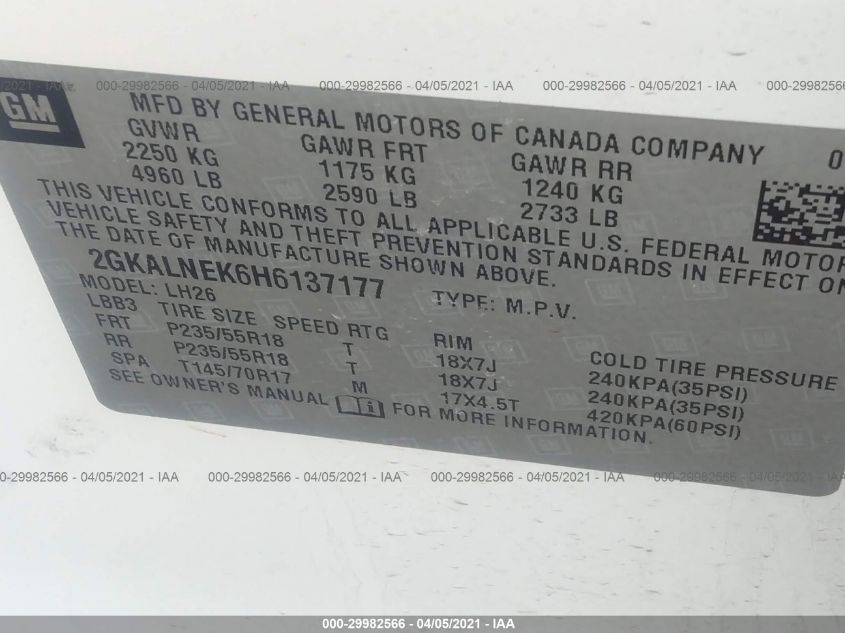 04/05/2021 - IAA 000-29982566 - 04/05/2021 - IAA 000-29982566 - 04/05/2021 - IAA 000-29982566 - 04/05/2021 - IAA
GM
MFD BY GENERAL MOTORS OF CANADA COMPANY 0
GVWR GAWR FRT GAWR RR
2250 KG 1175 KG 1240 KG
4960 LB 2590 LB 2733 LB
THIS VEHICLE CONFORMS TO ALL APPLICABLE U.S. FEDERAL MOTOR
VEHICLE SAFETY AND THEFT PREVENTION STANDARDS IN EFFECT ON
THE DATE OF MANUFACTURE SHOWN ABOVE.
2GKALNEK6H6137177 TYPE: M.P.V.
MODEL: LH26
LBB3 TIRE SIZE SPEED RTG RIM COLD TIRE PRESSURE
FRT P235/55R18 T 18X7J 240KPA(35PSI)
RR P235/55R18 T 18X7J 240KPA(35PSI)
SPA T145/70R17 M 17X4.5T 420KPA(60PSI)
SEE OWNER'S MANUAL FOR MORE INFORMATION.
000-29982566 - 04/05/2021 - IAA 000-29982566 - 04/05/2021 - IAA 000-29982566 - 04/05/2021 - IAA 000-29982566 - 04/05/2021 - IAA
000-29982566 - 04/05/2021 - IAA